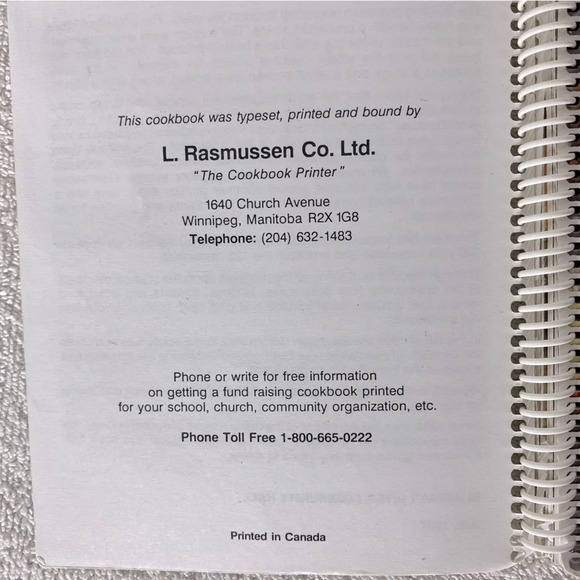 This cookbook was typeset, printed and bound by
L. Rasmussen Co. Ltd.
"The Cookbook Printer"
1640 Church Avenue
Winnipeg, Manitoba R2X 1G8
Telephone: (204) 632-1483
Phone or write for free information
on getting a fund raising cookbook printed
for your school, church, community organization, etc.
Phone Toll Free 1-800-665-0222
Printed in Canada